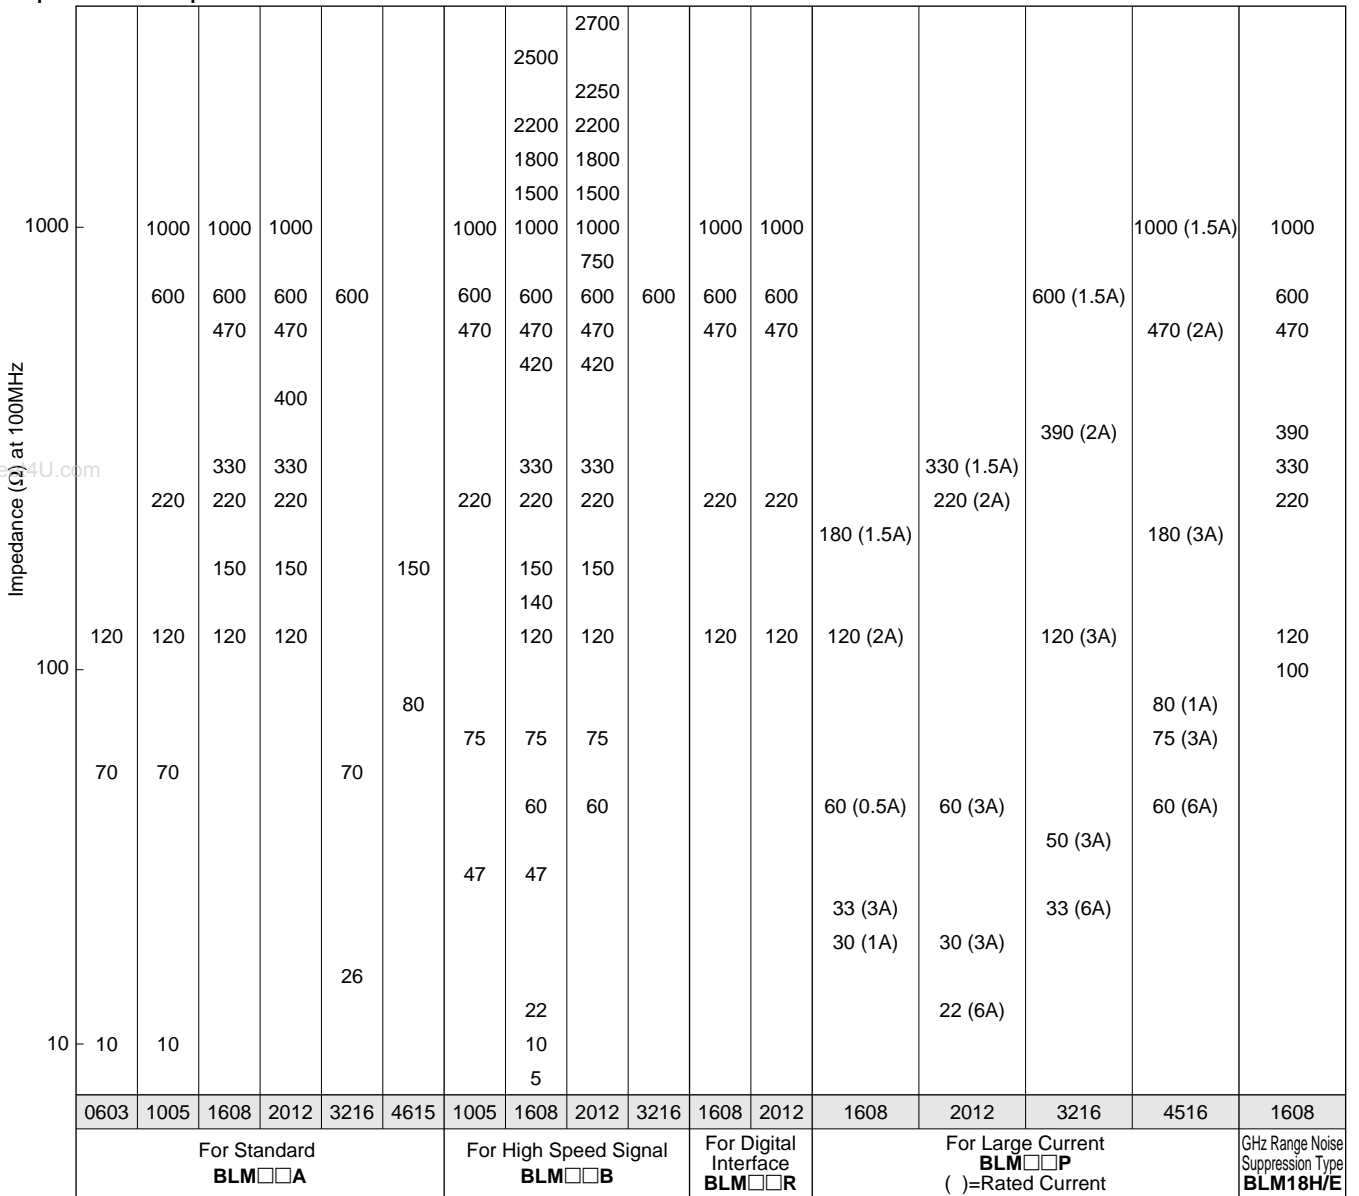 2700
2500
2250
2200 2200
1800 1800
1500 1500
1000 1000 1000 1000 1000 1000 1000 1000 1000 1000 (1.5A) 1000
750
600 600 600 600 600 600 600 600 600 600 600 (1.5A) 600
470 470 470 470 470 470 470 470 (2A) 470
420 420
400
390 (2A) 390
330 330 330 330 330 (1.5A) 330
220 220 220 220 220 220 220 220 220 (2A) 220
180 (1.5A) 180 (3A)
150 150 150 150 150
140
120 120 120 120 120 120 120 120 120 (2A) 120 (3A) 120
100 100
80 80 (1A)
75 75 75 75 (3A)
70 70 70
60 60 60 (0.5A) 60 (3A) 60 (6A)
50 (3A)
47 47
33 (3A) 33 (6A)
30 (1A) 30 (3A)
26
22 22 (6A)
10 10 10 10
5
Impedance (Ω) at 100MHz
4U.com
0603 1005 1608 2012 3216 4615 1005 1608 2012 3216 1608 2012 1608 2012 3216 4516 1608
For Standard
BLM□□A
For High Speed Signal
BLM□□B
For Digital
Interface
BLM□□R
For Large Current
BLM□□P
( )=Rated Current
GHz Range Noise
Suppression Type
BLM18H/E